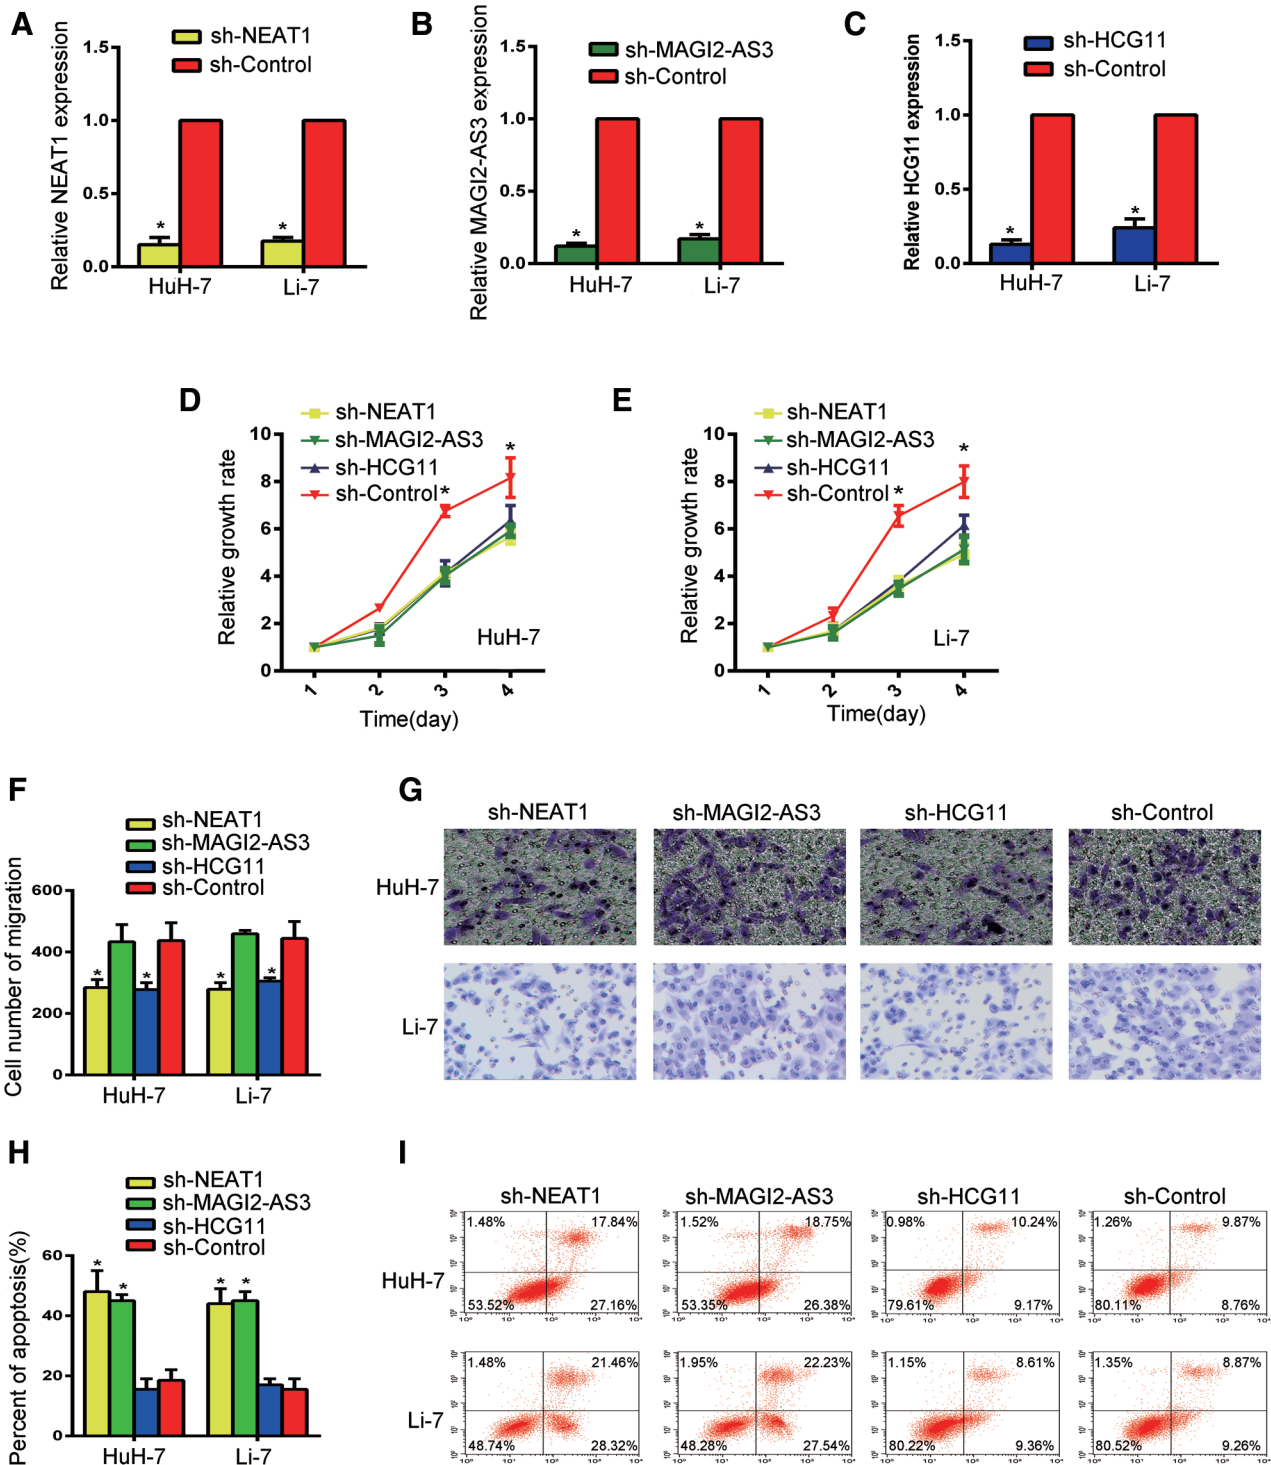 A
sh-NEAT1
sh-Control
Relative NEAT1 expression
1.5
1.0
0.5
0.0
*
*
HuH-7
Li-7
B
sh-MAGI2-AS3
sh-Control
Relative MAGI2-AS3 expression
1.5
1.0
0.5
0.0
*
*
HuH-7
Li-7
C
sh-HCG11
sh-Control
Relative HCG11 expression
1.5
1.0
0.5
0.0
*
*
HuH-7
Li-7
D
sh-NEAT1
sh-MAGI2-AS3
sh-HCG11
sh-Control
*
*
Relative growth rate
10
8
6
4
2
0
HuH-7
1 2 3 4
Time(day)
E
sh-NEAT1
sh-MAGI2-AS3
sh-HCG11
sh-Control
*
*
Relative growth rate
10
8
6
4
2
0
Li-7
1 2 3 4
Time(day)
F
sh-NEAT1
sh-MAGI2-AS3
sh-HCG11
sh-Control
Cell number of migration
600
400
200
0
* * * *
HuH-7
Li-7
G
sh-NEAT1 sh-MAGI2-AS3 sh-HCG11 sh-Control
HuH-7
Li-7
H
sh-NEAT1
sh-MAGI2-AS3
sh-HCG11
sh-Control
Percent of apoptosis(%)
60
40
20
0
* * * *
HuH-7
Li-7
I
sh-NEAT1 sh-MAGI2-AS3 sh-HCG11 sh-Control
HuH-7
1.48% 17.84% 1.52% 18.75% 0.98% 10.24% 1.26% 9.87%
53.52% 27.16% 53.35% 26.38% 79.61% 9.17% 80.11% 8.76%
Li-7
1.48% 21.46% 1.95% 22.23% 1.15% 8.61% 1.35% 8.87%
48.74% 28.32% 48.28% 27.54% 80.22% 9.36% 80.52% 9.26%